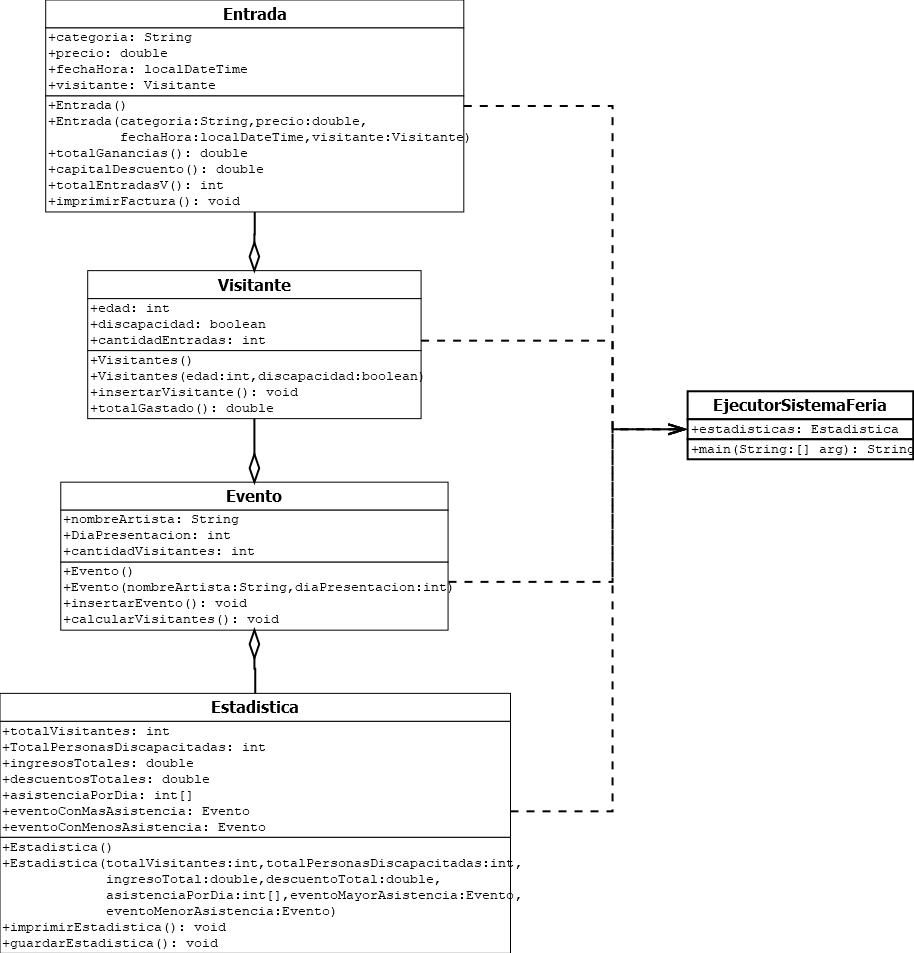 Entrada
+categoria: String
+precio: double
+fechaHora: localDateTime
+visitante: Visitante
+Entrada()
+Entrada(categoria:String,precio:double,
fechaHora:localDateTime,visitante:Visitante)
+totalGanancias(): double
+capitalDescuento(): double
+totalEntradasV(): int
+imprimirFactura(): void
Visitante
+edad: int
+discapacidad: boolean
+cantidadEntradas: int
+Visitantes()
+Visitantes(edad:int,discapacidad:boolean)
+insertarVisitante(): void
+totalGastado(): double
EjecutorSistemaFeria
+estadisticas: Estadistica
+main(String:[] arg): String
Evento
+nombreArtista: String
+DiaPresentacion: int
+cantidadVisitantes: int
+Evento()
+Evento(nombreArtista:String,diaPresentacion:int)
+insertarEvento(): void
+calcularVisitantes(): void
Estadistica
+totalVisitantes: int
+TotalPersonasDiscapacitadas: int
+ingresosTotales: double
+descuentosTotales: double
+asistenciaPorDia: int[]
+eventoConMasAsistencia: Evento
+eventoConMenosAsistencia: Evento
+Estadistica()
+Estadistica(totalVisitantes:int,totalPersonasDiscapacitadas:int,
ingresoTotal:double,descuentoTotal:double,
asistenciaPorDia:int[],eventoMayorAsistencia:Evento,
eventoMenorAsistencia:Evento)
+imprimirEstadistica(): void
+guardarEstadistica(): void